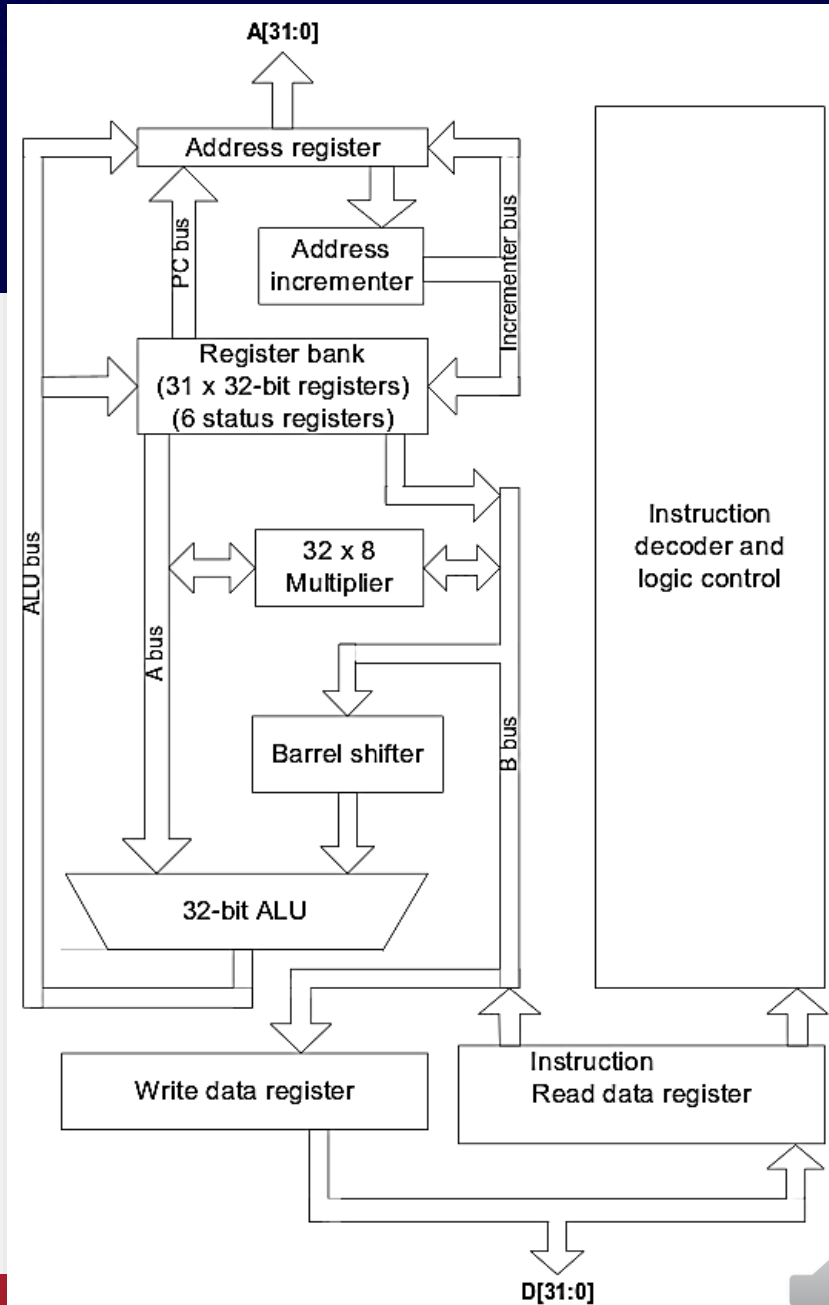 A[31:0]
Address register
PC bus
Address
incrementer
Incrementer bus
Register bank
(31 x 32-bit registers)
(6 status registers)
ALU bus
A bus
32 x 8
Multiplier
Barrel shifter
B bus
32-bit ALU
Instruction
decoder and
logic control
Write data register
Instruction
Read data register
D[31:0]